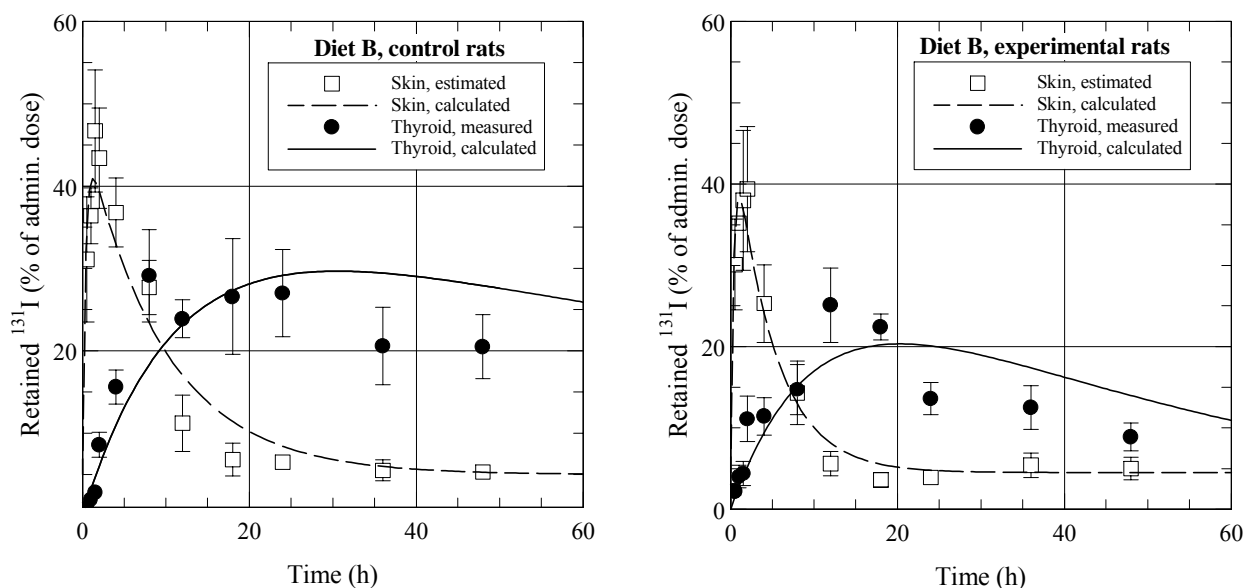 60
40
20
Retained ¹³¹I (% of admin. dose)
Diet B, control rats
Skin, estimated
Skin, calculated
Thyroid, measured
Thyroid, calculated
0 20 40 60
Time (h)
60
40
20
0
Retained ¹³¹I (% of admin. dose)
Diet B, experimental rats
Skin, estimated
Skin, calculated
Thyroid, measured
Thyroid, calculated
0 20 40 60
Time (h)